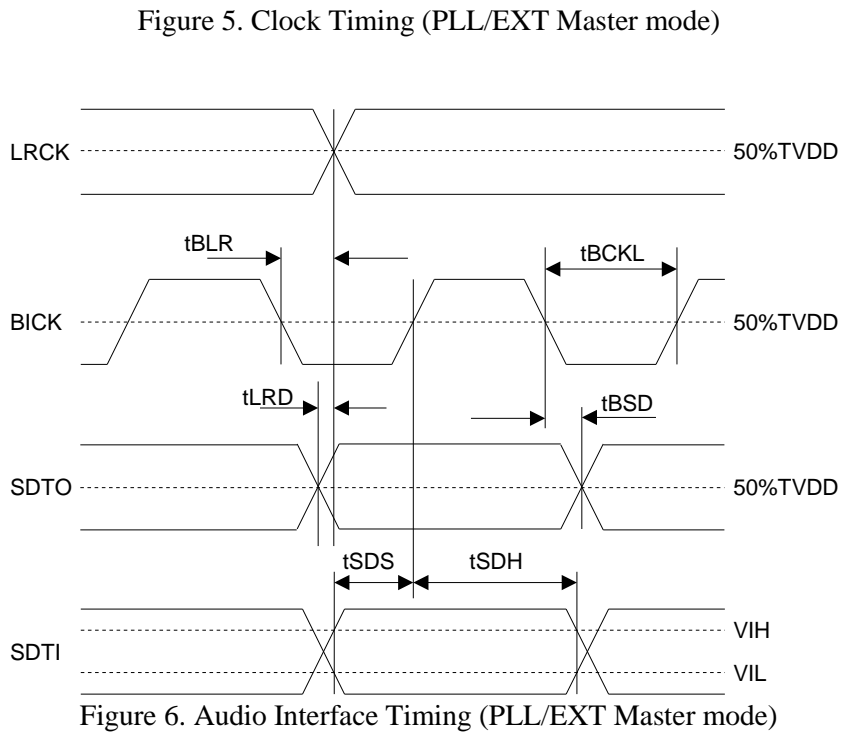 Figure 5. Clock Timing (PLL/EXT Master mode)
LRCK
50%TVDD
tBLR
tBCKL
BICK
50%TVDD
tLRD
tBSD
SDTO
50%TVDD
tSDS
tSDH
VIH
SDTI
VIL
Figure 6. Audio Interface Timing (PLL/EXT Master mode)